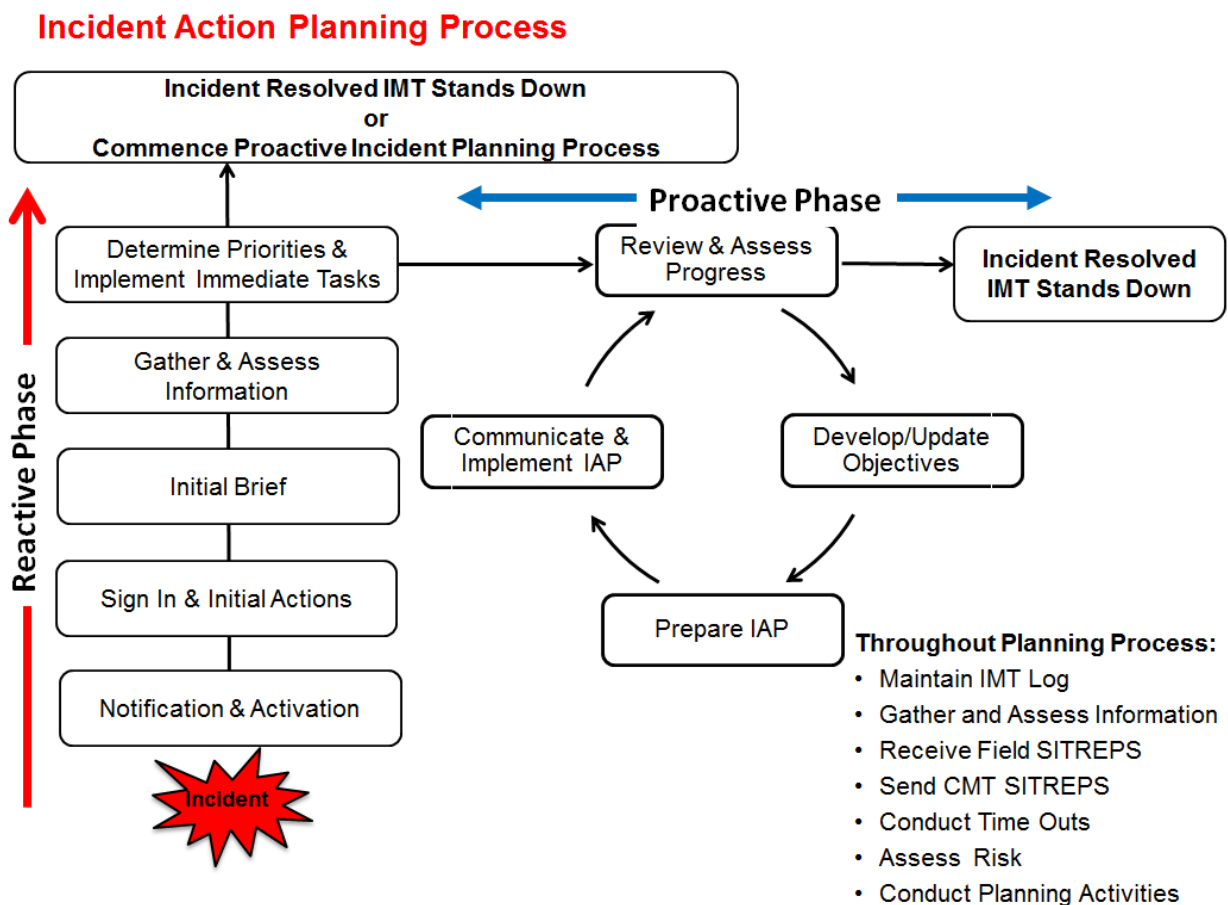 Incident Action Planning Process
Incident Resolved IMT Stands Down
or
Commence Proactive Incident Planning Process
Reactive Phase
Determine Priorities &
Implement Immediate Tasks
Gather & Assess
Information
Initial Brief
Sign In & Initial Actions
Notification & Activation
Incident
Proactive Phase
Review & Assess
Progress
Incident Resolved
IMT Stands Down
Develop/Update
Objectives
Prepare IAP
Communicate &
Implement IAP
Throughout Planning Process:
• Maintain IMT Log
• Gather and Assess Information
• Receive Field SITREPS
• Send CMT SITREPS
• Conduct Time Outs
• Assess Risk
• Conduct Planning Activities